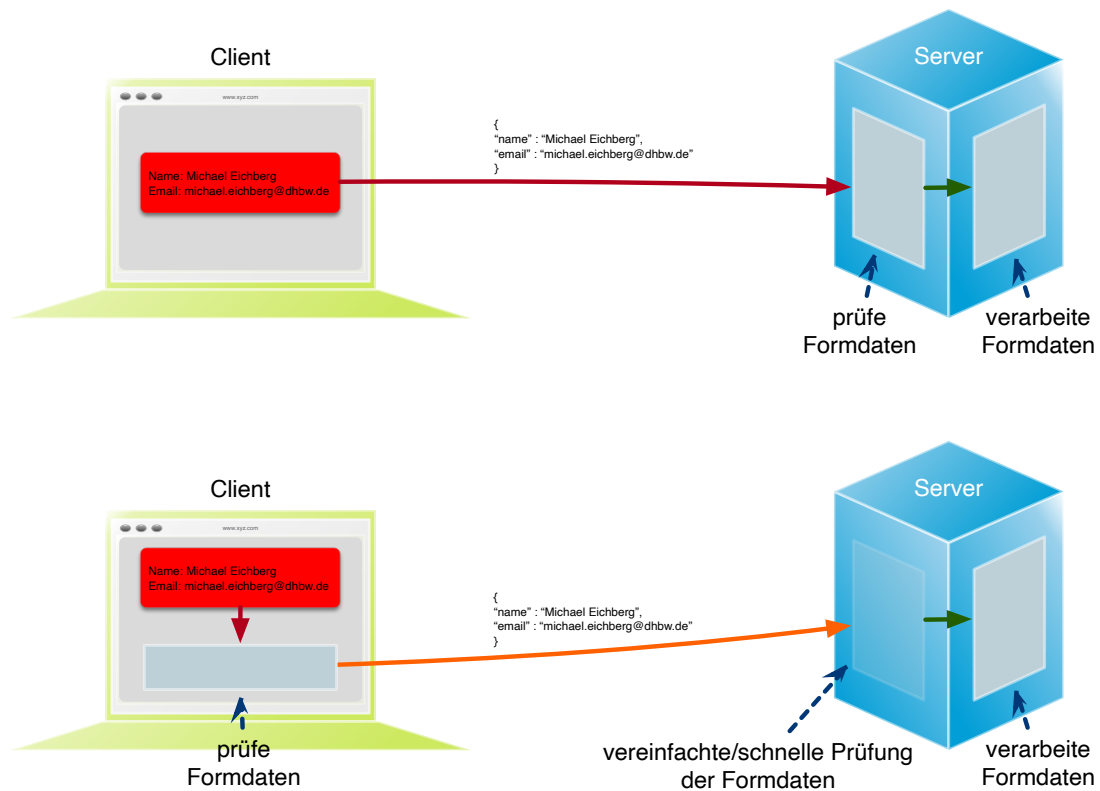 Client
Server
www.xyz.com
{
“name” : “Michael Eichberg”,
“email” : “michael.eichberg@dhbw.de”
}
Name: Michael Eichberg
Email: michael.eichberg@dhbw.de
prüfe
Formdaten
verarbeite
Formdaten
Client
Server
www.xyz.com
Name: Michael Eichberg
Email: michael.eichberg@dhbw.de
{
“name” : “Michael Eichberg”,
“email” : “michael.eichberg@dhbw.de”
}
prüfe
Formdaten
vereinfachte/schnelle Prüfung
der Formdaten
verarbeite
Formdaten